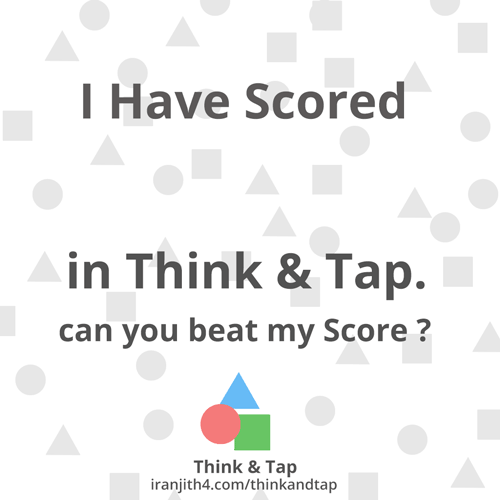 I Have Scored
in Think & Tap.
can you beat my Score ?
Think & Tap
iranjith4.com/thinkandtap